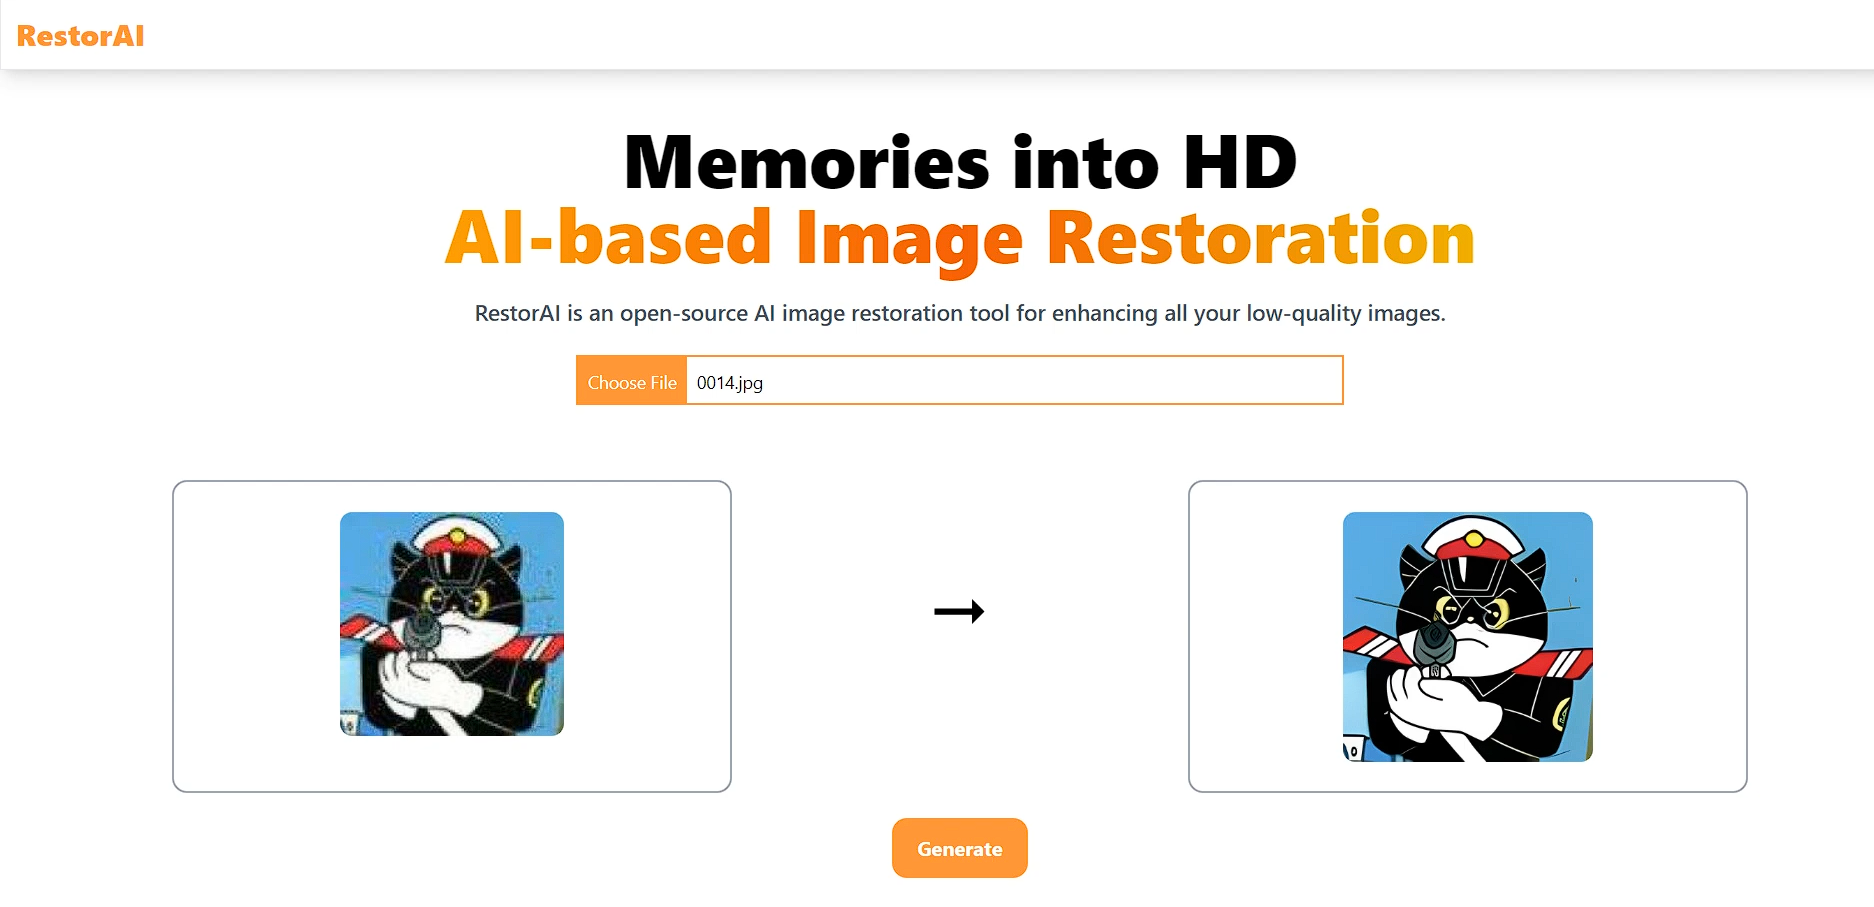 RestorAI
Memories into HD
AI-based Image Restoration
RestorAI is an open-source AI image restoration tool for enhancing all your low-quality images.
Choose File 0014.jpg
Generate